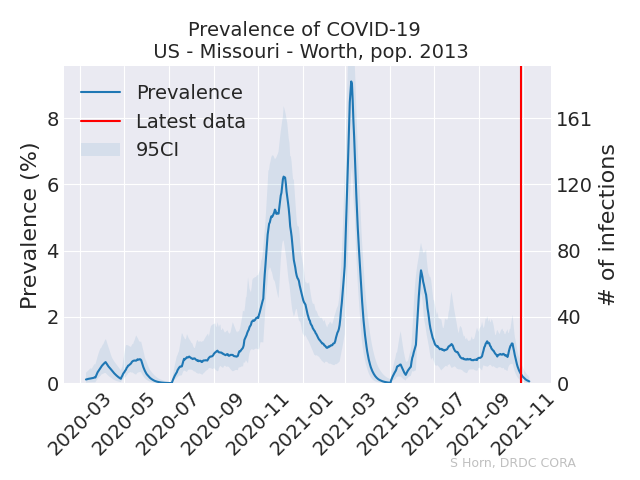 Prevalence of COVID-19
US - Missouri - Worth, pop. 2013
Prevalence
Latest data
95CI
Prevalence (%)
8
6
4
2
0
161
120
80
40
0
# of infections
2020-03
2020-05
2020-07
2020-09
2020-11
2021-01
2021-03
2021-05
2021-07
2021-09
2021-11
S Horn, DRDC CORA